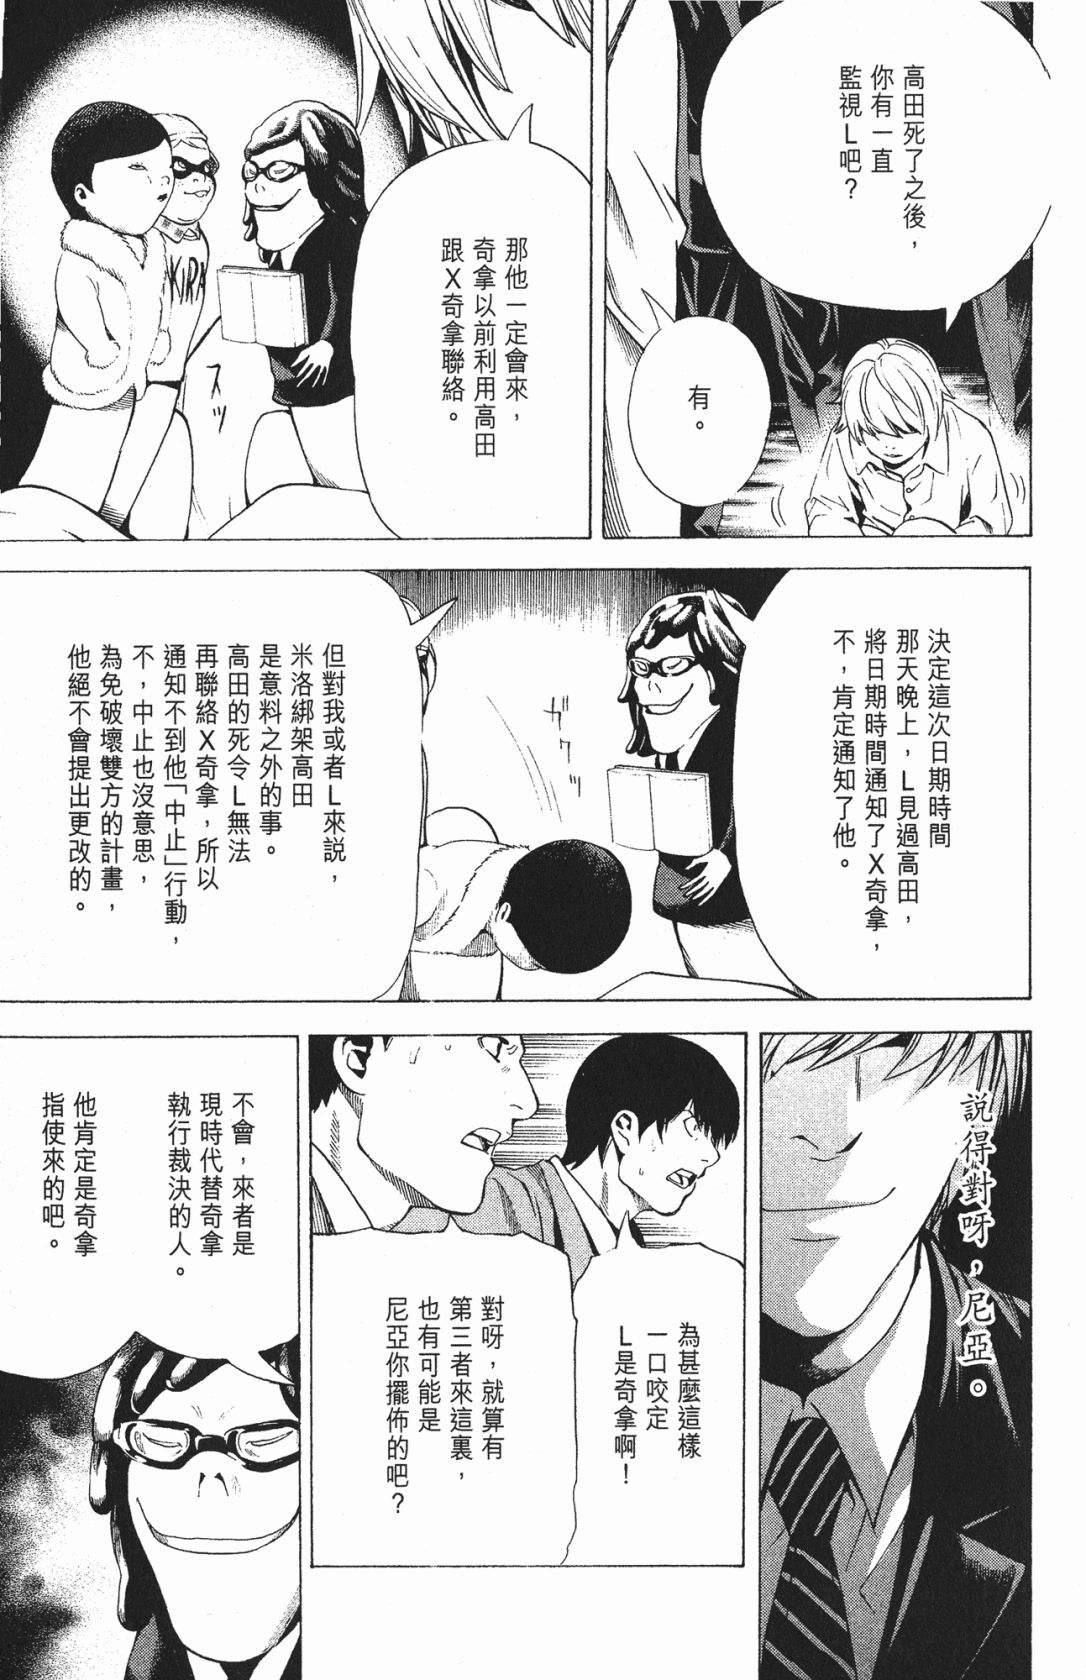 高田死了之後，
你有一直
監視L吧？
有。
那他一定會來，
奇拿以前利用高田
跟X奇拿聯絡。
KIRA
スッ
決定這次日期時間
那天晚上，L見過高田，
將日期時間通知了X奇拿，
不，肯定通知了他。
ガクッ
但對我或者L來説，
米洛綁架高田
是意料之外的事。
高田的死令L無法
再聯絡X奇拿，所以
通知不到他「中止」行動，
不，中止也沒意思，
為免破壞雙方的計畫，
他絕不會提出更改的。
說得對呀，尼亞。
為甚麼這樣
一口咬定
L是奇拿啊！
對呀，就算有
第三者來這裏，
也有可能是
尼亞你擺佈的吧？
不會，來者是
現時代替奇拿
執行裁決的人。
他肯定是奇拿
指使來的吧。